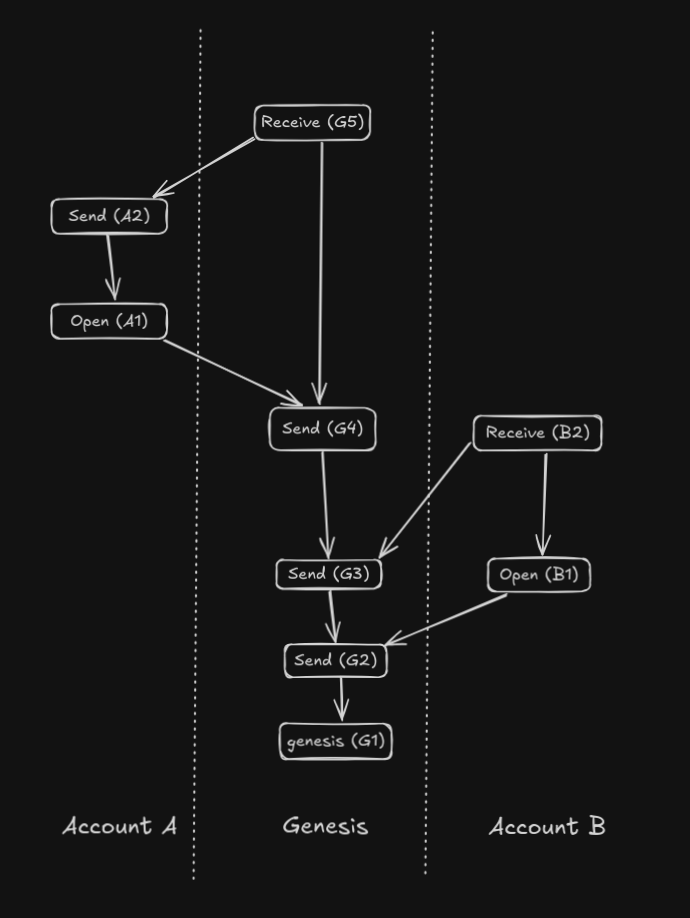 Receive (G5)
Send (A2)
Open (A1)
Send (G4)
Receive (B2)
Send (G3)
Open (B1)
Send (G2)
genesis (G1)
Account A
Genesis
Account B